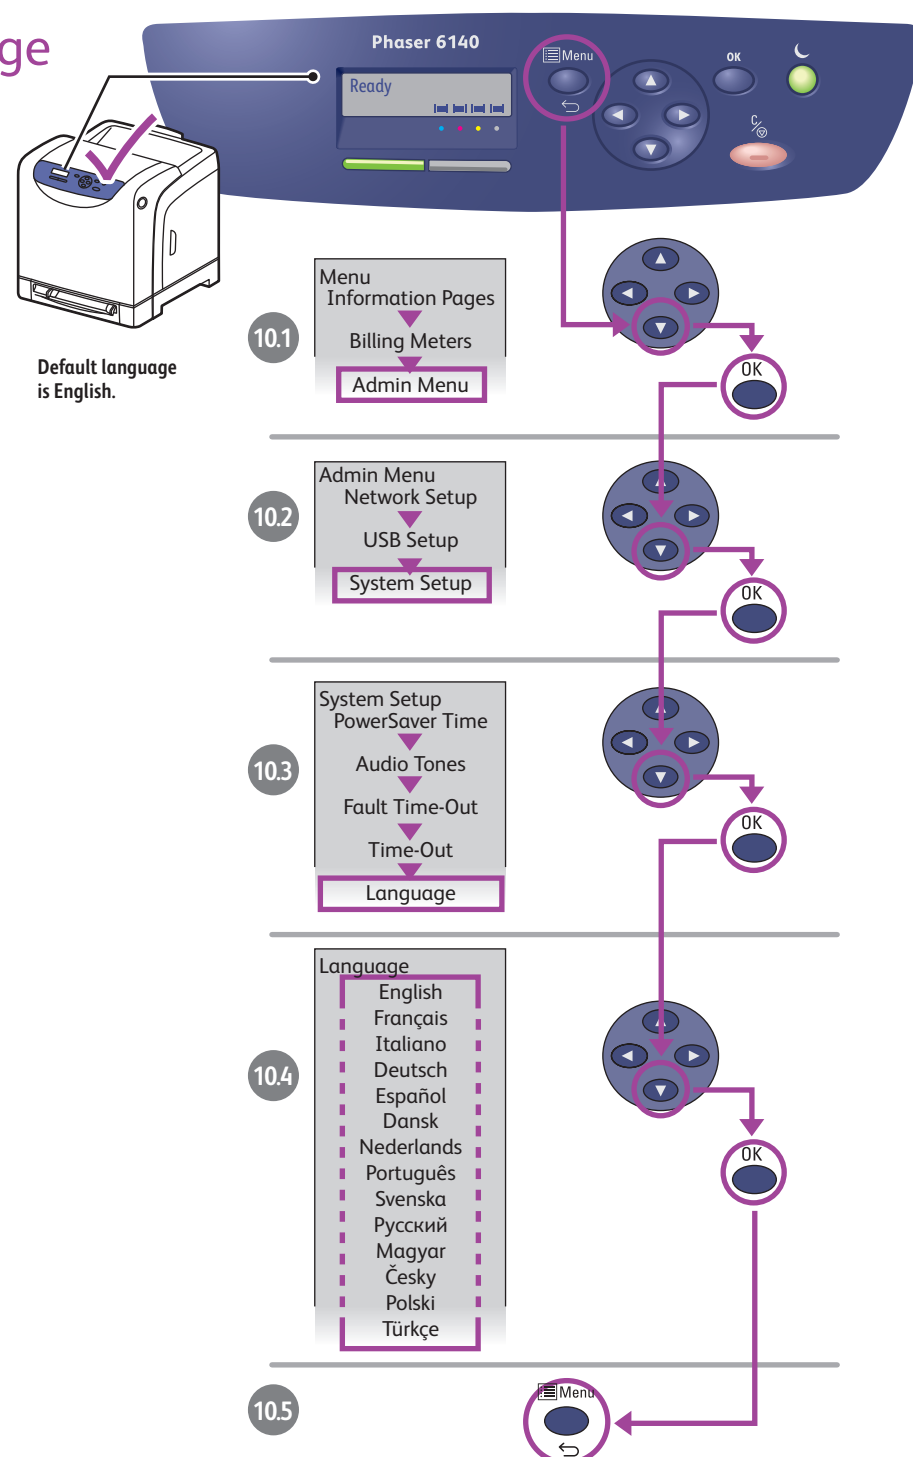 ge
Phaser 6140
Menu
OK
Ready
Default language
is English.
10.1
Menu
Information Pages
Billing Meters
Admin Menu
OK
10.2
Admin Menu
Network Setup
USB Setup
System Setup
OK
10.3
System Setup
PowerSaver Time
Audio Tones
Fault Time-Out
Time-Out
Language
OK
10.4
Language
English
Français
Italiano
Deutsch
Español
Dansk
Nederlands
Português
Svenska
Русский
Magyar
Česky
Polski
Türkçe
OK
10.5
Menu